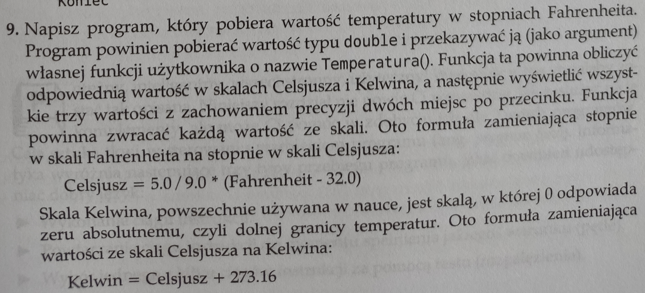 Koniec
9. Napisz program, który pobiera wartość temperatury w stopniach Fahrenheita.
Program powinien pobierać wartość typu double i przekazywać ją (jako argument)
własnej funkcji użytkownika o nazwie Temperatura(). Funkcja ta powinna obliczyć
odpowiednią wartość w skalach Celsjusza i Kelwina, a następnie wyświetlić wszyst-
kie trzy wartości z zachowaniem precyzji dwóch miejsc po przecinku. Funkcja
powinna zwracać każdą wartość ze skali. Oto formuła zamieniająca stopnie
w skali Fahrenheita na stopnie w skali Celsjusza:
Celsjusz = 5.0 / 9.0 * (Fahrenheit - 32.0)
Skala Kelwina, powszechnie używana w nauce, jest skalą, w której 0 odpowiada
zeru absolutnemu, czyli dolnej granicy temperatur. Oto formuła zamieniająca
wartości ze skali Celsjusza na Kelwina:
Kelwin = Celsjusz + 273.16